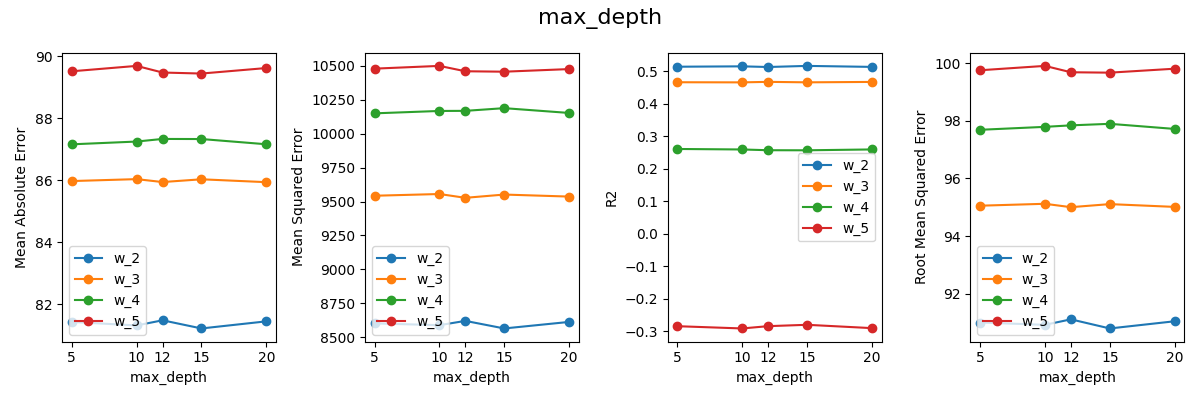 max_depth
Mean Absolute Error
90
88
86
84
82
w_2
w_3
w_4
w_5
5 10 12 15 20
max_depth
Mean Squared Error
10500
10250
10000
9750
9500
9250
9000
8750
8500
w_2
w_3
w_4
w_5
5 10 12 15 20
max_depth
R2
0.5
0.4
0.3
0.2
0.1
0.0
−0.1
−0.2
−0.3
w_2
w_3
w_4
w_5
5 10 12 15 20
max_depth
Root Mean Squared Error
100
98
96
94
92
w_2
w_3
w_4
w_5
5 10 12 15 20
max_depth